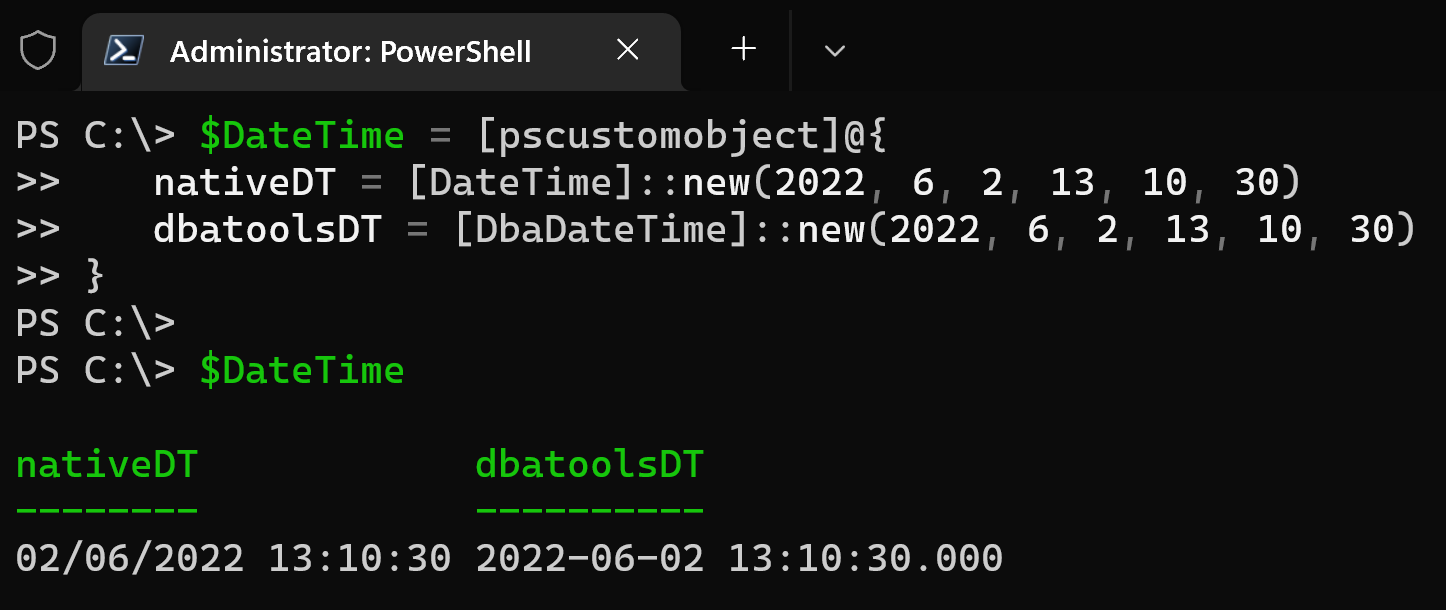 Administrator: PowerShell
PS C:\> $DateTime = [pscustomobject]@{
>>    nativeDT = [DateTime]::new(2022, 6, 2, 13, 10, 30)
>>    dbatoolsDT = [DbaDateTime]::new(2022, 6, 2, 13, 10, 30)
>> }
PS C:\>
PS C:\> $DateTime
nativeDT            dbatoolsDT
--------            ----------
02/06/2022 13:10:30 2022-06-02 13:10:30.000